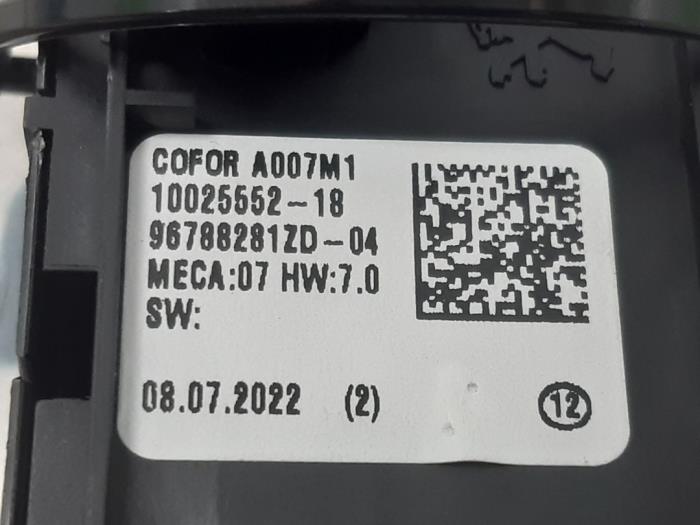 COFOR A007M1
10025552-18
96788281ZD-04
MECA:07 HW:7.0
SW:
08.07.2022 (2) 12